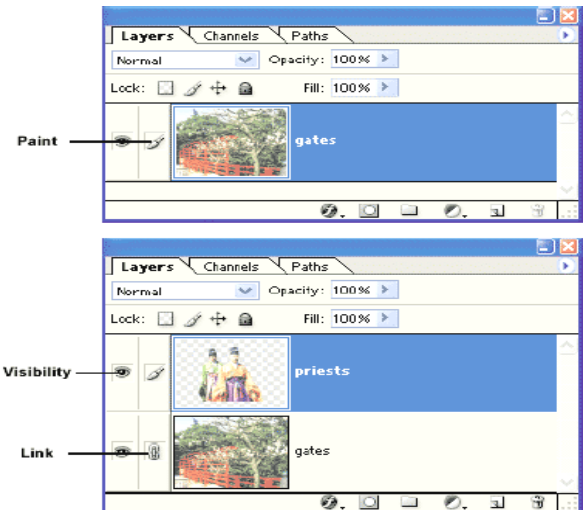 Layers Channels Paths
Normal Opacity: 100%
Lock: Fill: 100%
Paint gates
Layers Channels Paths
Normal Opacity: 100%
Lock: Fill: 100%
Visibility priests
Link gates